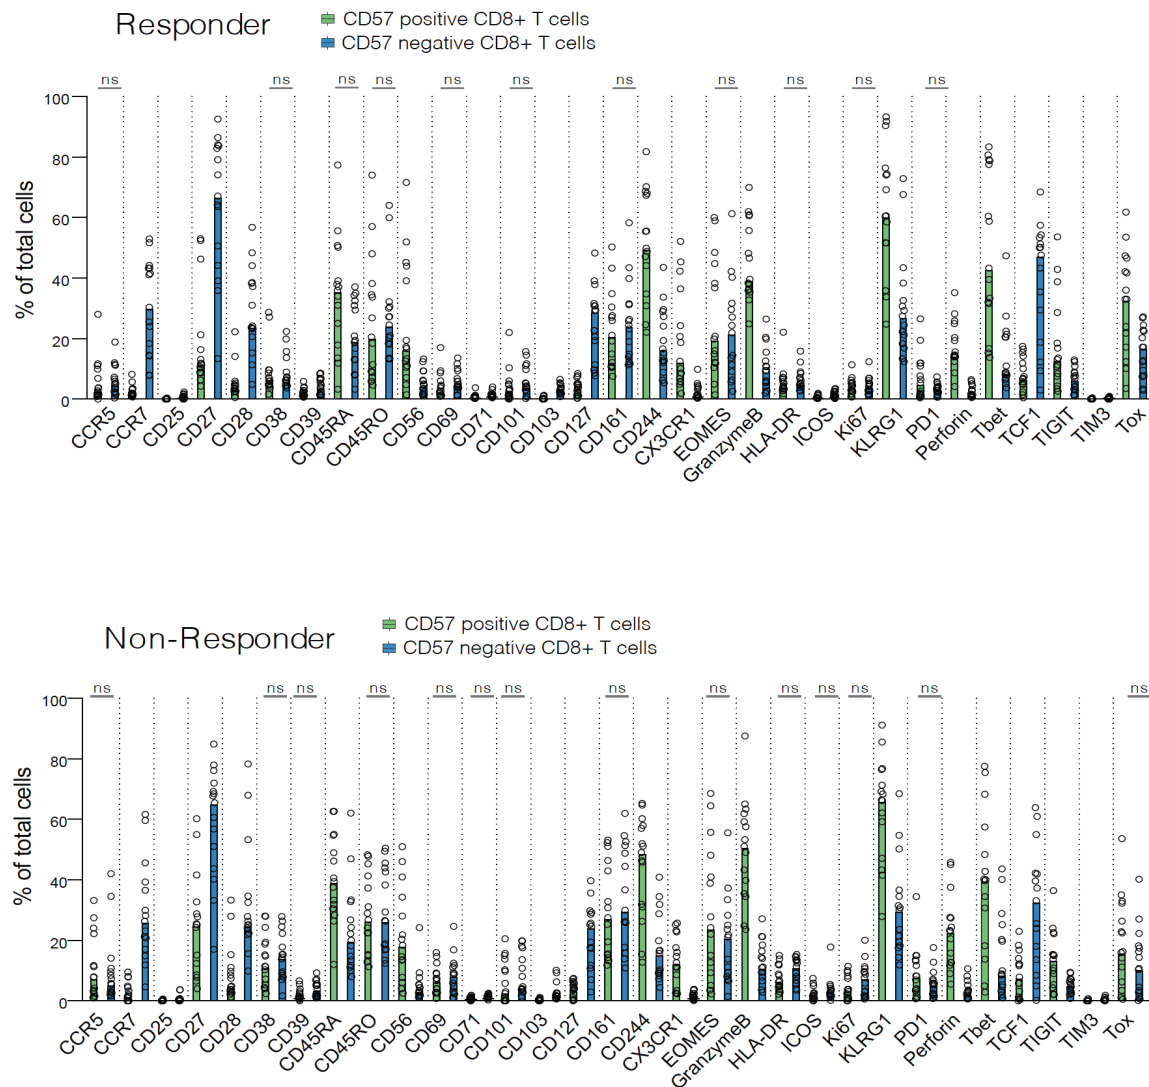 Responder
CD57 positive CD8+ T cells
CD57 negative CD8+ T cells
ns ns ns ns ns ns ns ns ns ns ns
100
80
60
40
20
0
% of total cells
CCR5 CCR7 CD25 CD27 CD28 CD38 CD39 CD45RA CD45RO CD56 CD69 CD71 CD101 CD103 CD127 CD161 CD244 CX3CR1 EOMES GranzymeB HLA-DR ICOS Ki67 KLRG1 PD1 Perforin Tbet TCF1 TIGIT TIM3 Tox
Non-Responder
CD57 positive CD8+ T cells
CD57 negative CD8+ T cells
ns ns ns ns ns ns ns ns ns ns ns ns ns ns
100
80
60
40
20
0
% of total cells
CCR5 CCR7 CD25 CD27 CD28 CD38 CD39 CD45RA CD45RO CD56 CD69 CD71 CD101 CD103 CD127 CD161 CD244 CX3CR1 EOMES GranzymeB HLA-DR ICOS Ki67 KLRG1 PD1 Perforin Tbet TCF1 TIGIT TIM3 Tox